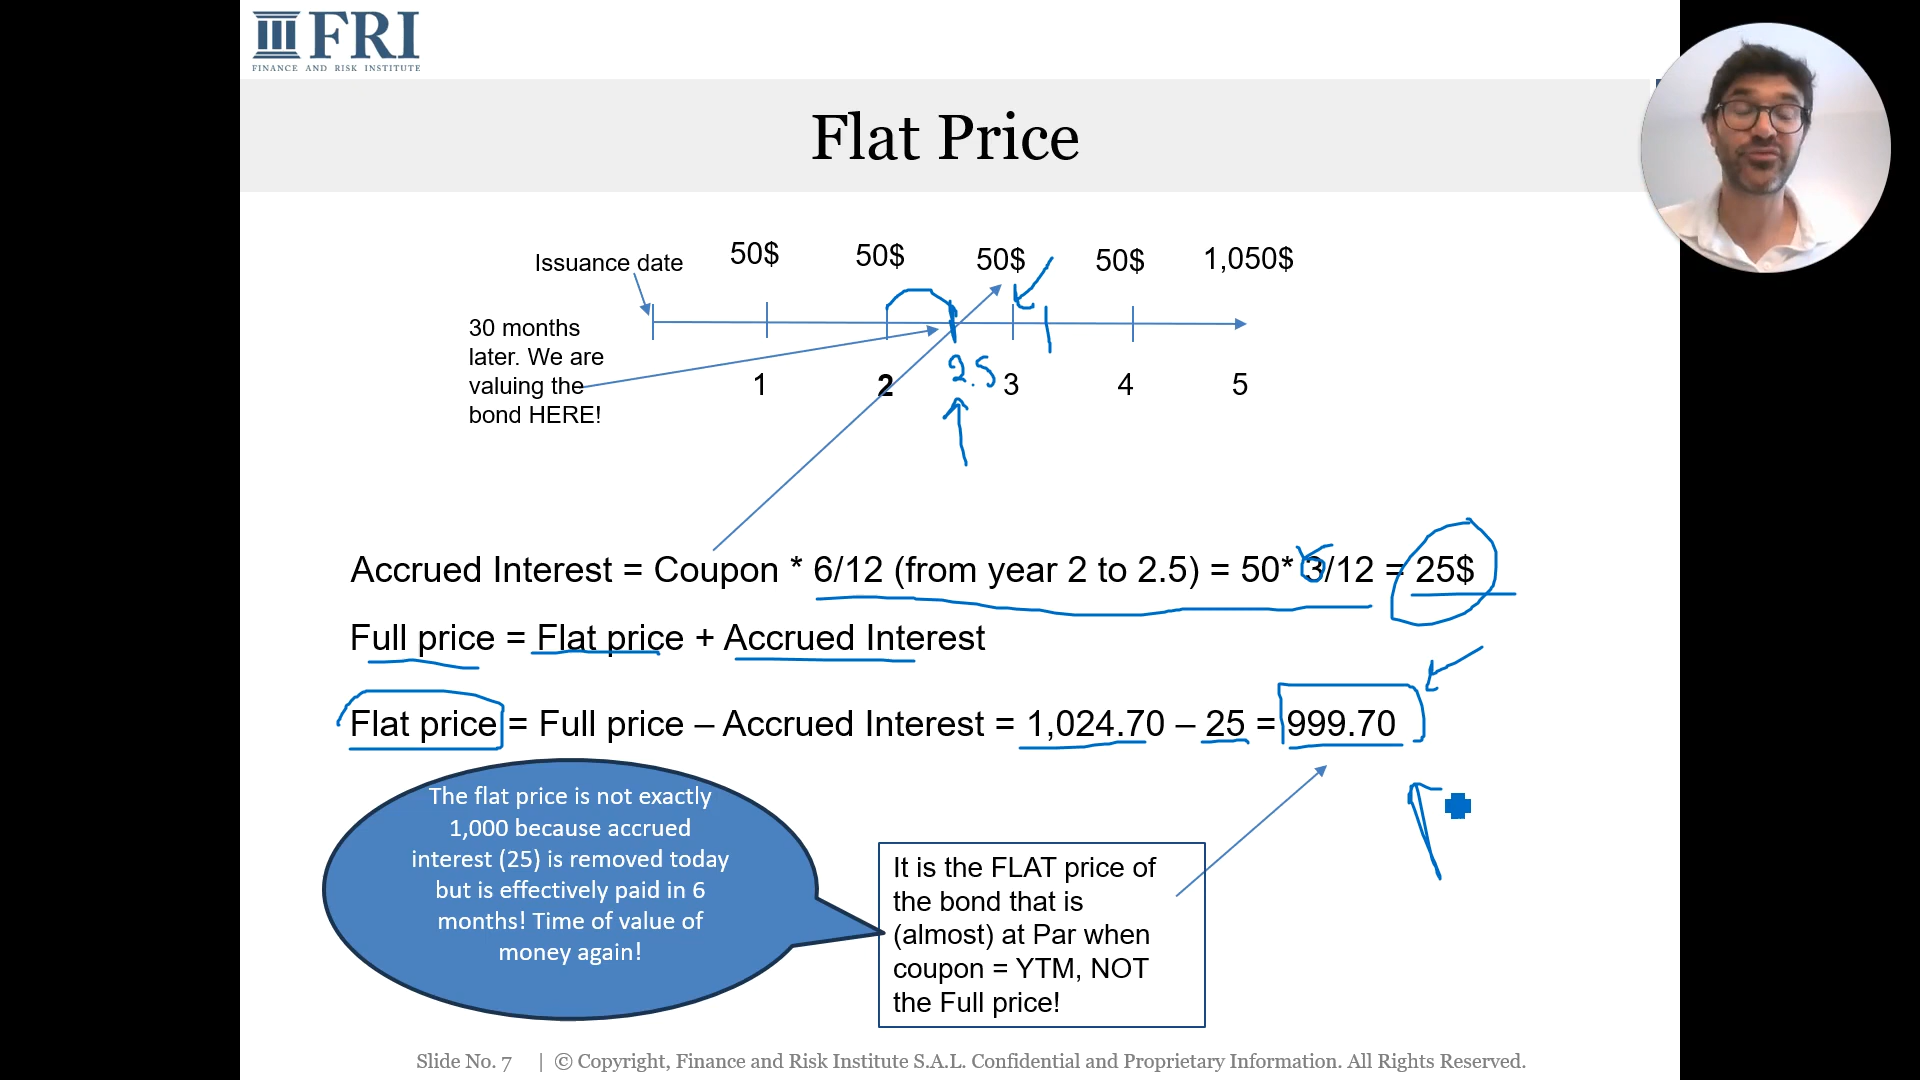 FRI
FINANCE AND RISK INSTITUTE
Flat Price
Issuance date
50$ 50$ 50$ 50$ 1,050$
30 months
later. We are
valuing the
bond HERE!
2.5
1 2 3 4 5
Accrued Interest = Coupon * 6/12 (from year 2 to 2.5) = 50* 3/12 = 25$
Full price = Flat price + Accrued Interest
Flat price = Full price – Accrued Interest = 1,024.70 – 25 = 999.70
The flat price is not exactly
1,000 because accrued
interest (25) is removed today
but is effectively paid in 6
months! Time of value of
money again!
It is the FLAT price of
the bond that is
(almost) at Par when
coupon = YTM, NOT
the Full price!
Slide No. 7 | © Copyright, Finance and Risk Institute S.A.L. Confidential and Proprietary Information. All Rights Reserved.